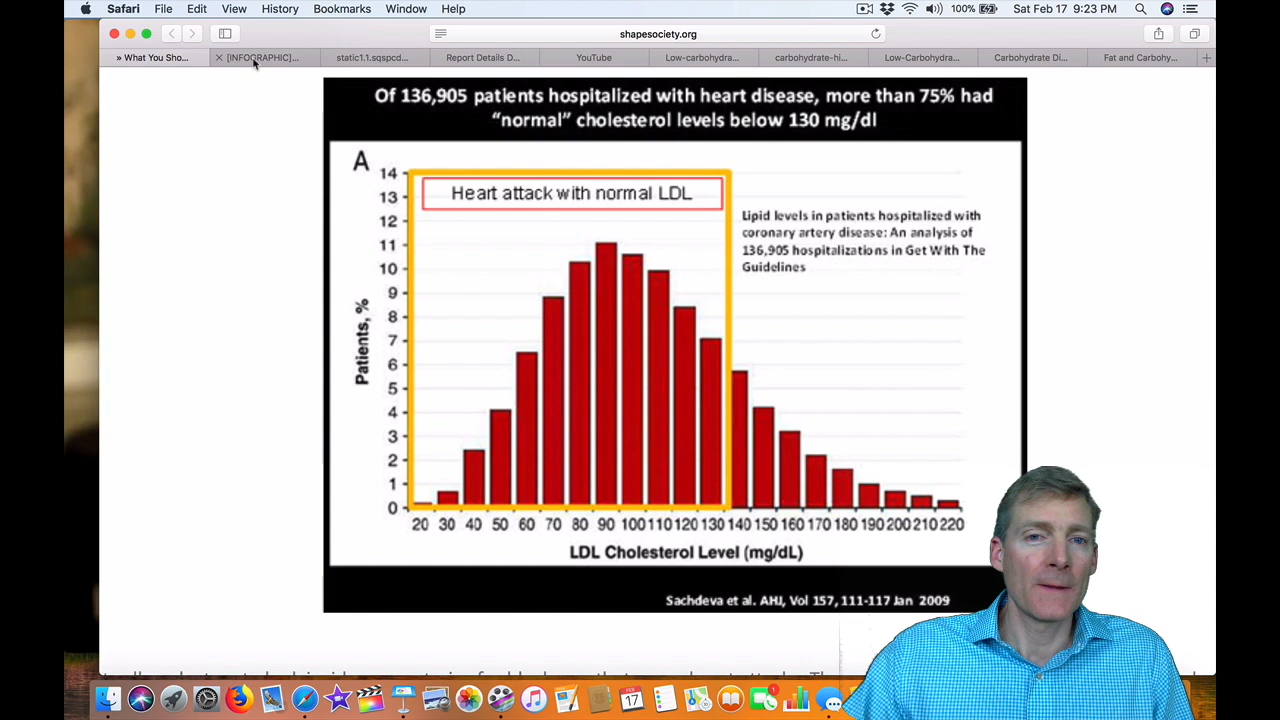 Safari File Edit View History Bookmarks Window Help 100% Sat Feb 17 9:23 PM
shapesociety.org
» What You Sho... [INFOGRAPHIC]... static1.1.sqspcd... Report Details D... YouTube Low-carbohydra... carbohydrate-hi... Low-Carbohydra... Carbohydrate Di... Fat and Carbohy...
Of 136,905 patients hospitalized with heart disease, more than 75% had
“normal” cholesterol levels below 130 mg/dl
A
14
13
12
11
10
9
8
7
6
5
4
3
2
1
0
Patients, %
Heart attack with normal LDL
Lipid levels in patients hospitalized with
coronary artery disease: An analysis of
136,905 hospitalizations in Get With The
Guidelines
20 30 40 50 60 70 80 90 100 110 120 130 140 150 160 170 180 190 200 210 220
LDL Cholesterol Level (mg/dL)
Sachdeva et al. AHJ, Vol 157, 111-117 Jan 2009
FEB
17